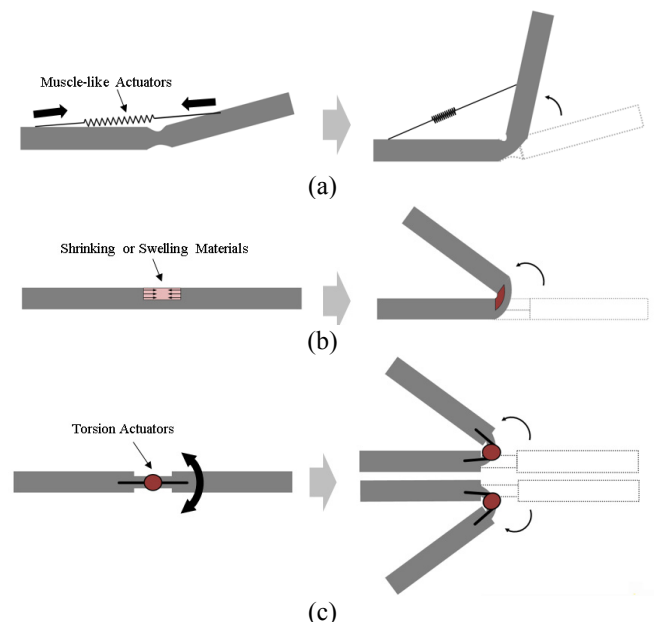 Muscle-like Actuators
(a)
Shrinking or Swelling Materials
(b)
Torsion Actuators
(c)